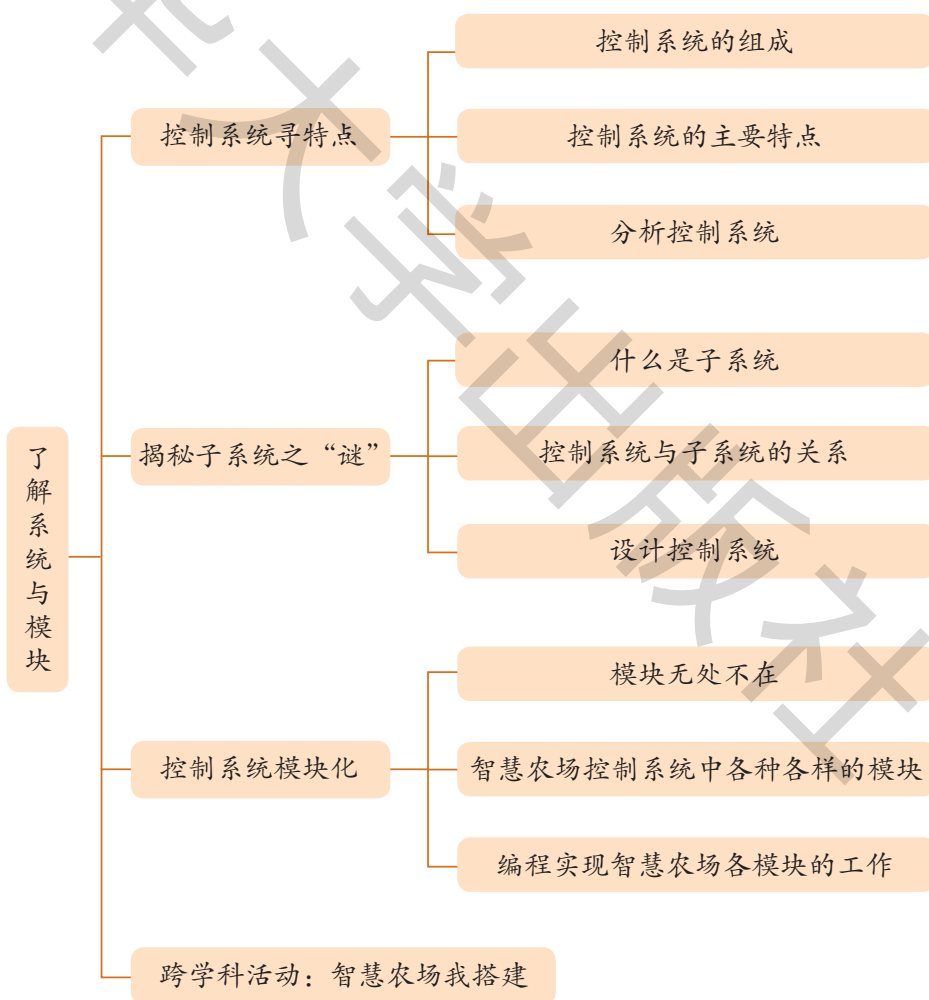 了解系统与模块
控制系统寻特点
控制系统的组成
控制系统的主要特点
分析控制系统
揭秘子系统之“谜”
什么是子系统
控制系统与子系统的关系
设计控制系统
控制系统模块化
模块无处不在
智慧农场控制系统中各种各样的模块
编程实现智慧农场各模块的工作
跨学科活动：智慧农场我搭建
大学出版社